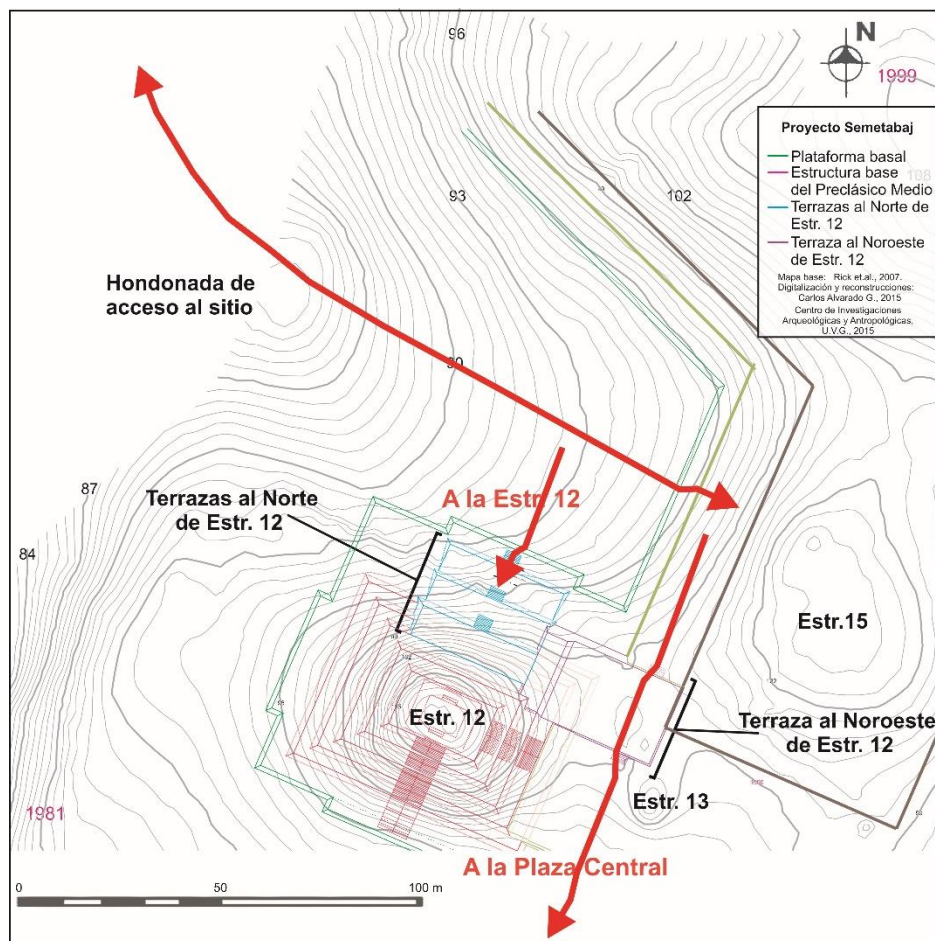 96
N
1999
Proyecto Semetabaj
Plataforma basal
Estructura base
del Preclásico Medio
Terrazas al Norte de
Estr. 12
Terraza al Noroeste
de Estr. 12
Mapa base: Rick et.al., 2007.
Digitalización y reconstrucciones:
Carlos Alvarado G., 2015
Centro de Investigaciones
Arqueológicas y Antropológicas,
U.V.G., 2015
108
93
102
Hondonada de
acceso al sitio
90
87
Terrazas al Norte
de Estr. 12
A la Estr. 12
84
Estr.15
Estr. 12
Terraza al Noroeste
de Estr. 12
Estr. 13
1981
A la Plaza Central
0
50
100 m